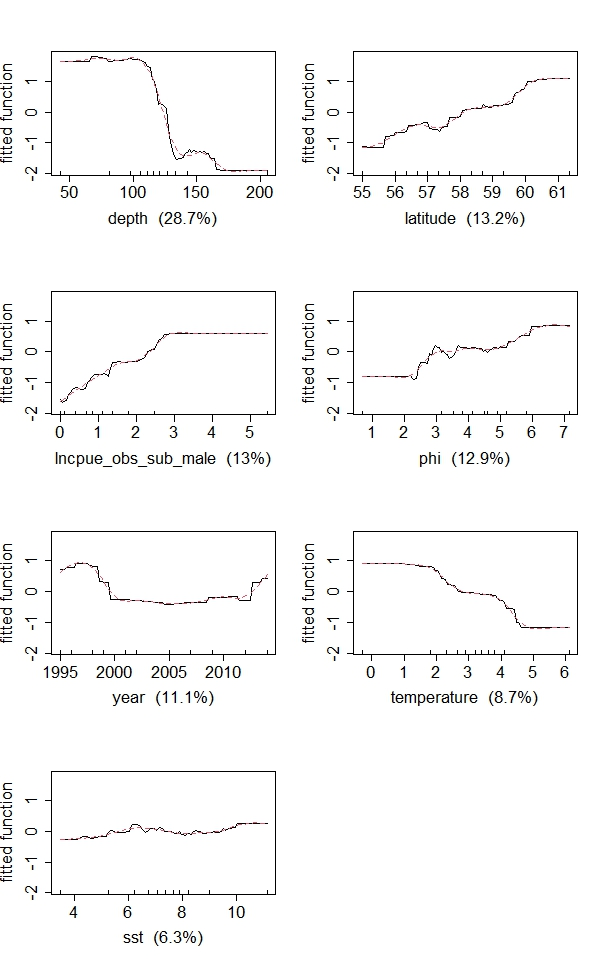 fitted function
-2 -1 0 1
50 100 150 200
depth (28.7%)
fitted function
-2 -1 0 1
55 56 57 58 59 60 61
latitude (13.2%)
fitted function
-2 -1 0 1
0 1 2 3 4 5
lncpue_obs_sub_male (13%)
fitted function
-2 -1 0 1
1 2 3 4 5 6 7
phi (12.9%)
fitted function
-2 -1 0 1
1995 2000 2005 2010
year (11.1%)
fitted function
-2 -1 0 1
0 1 2 3 4 5 6
temperature (8.7%)
fitted function
-2 -1 0 1
4 6 8 10
sst (6.3%)